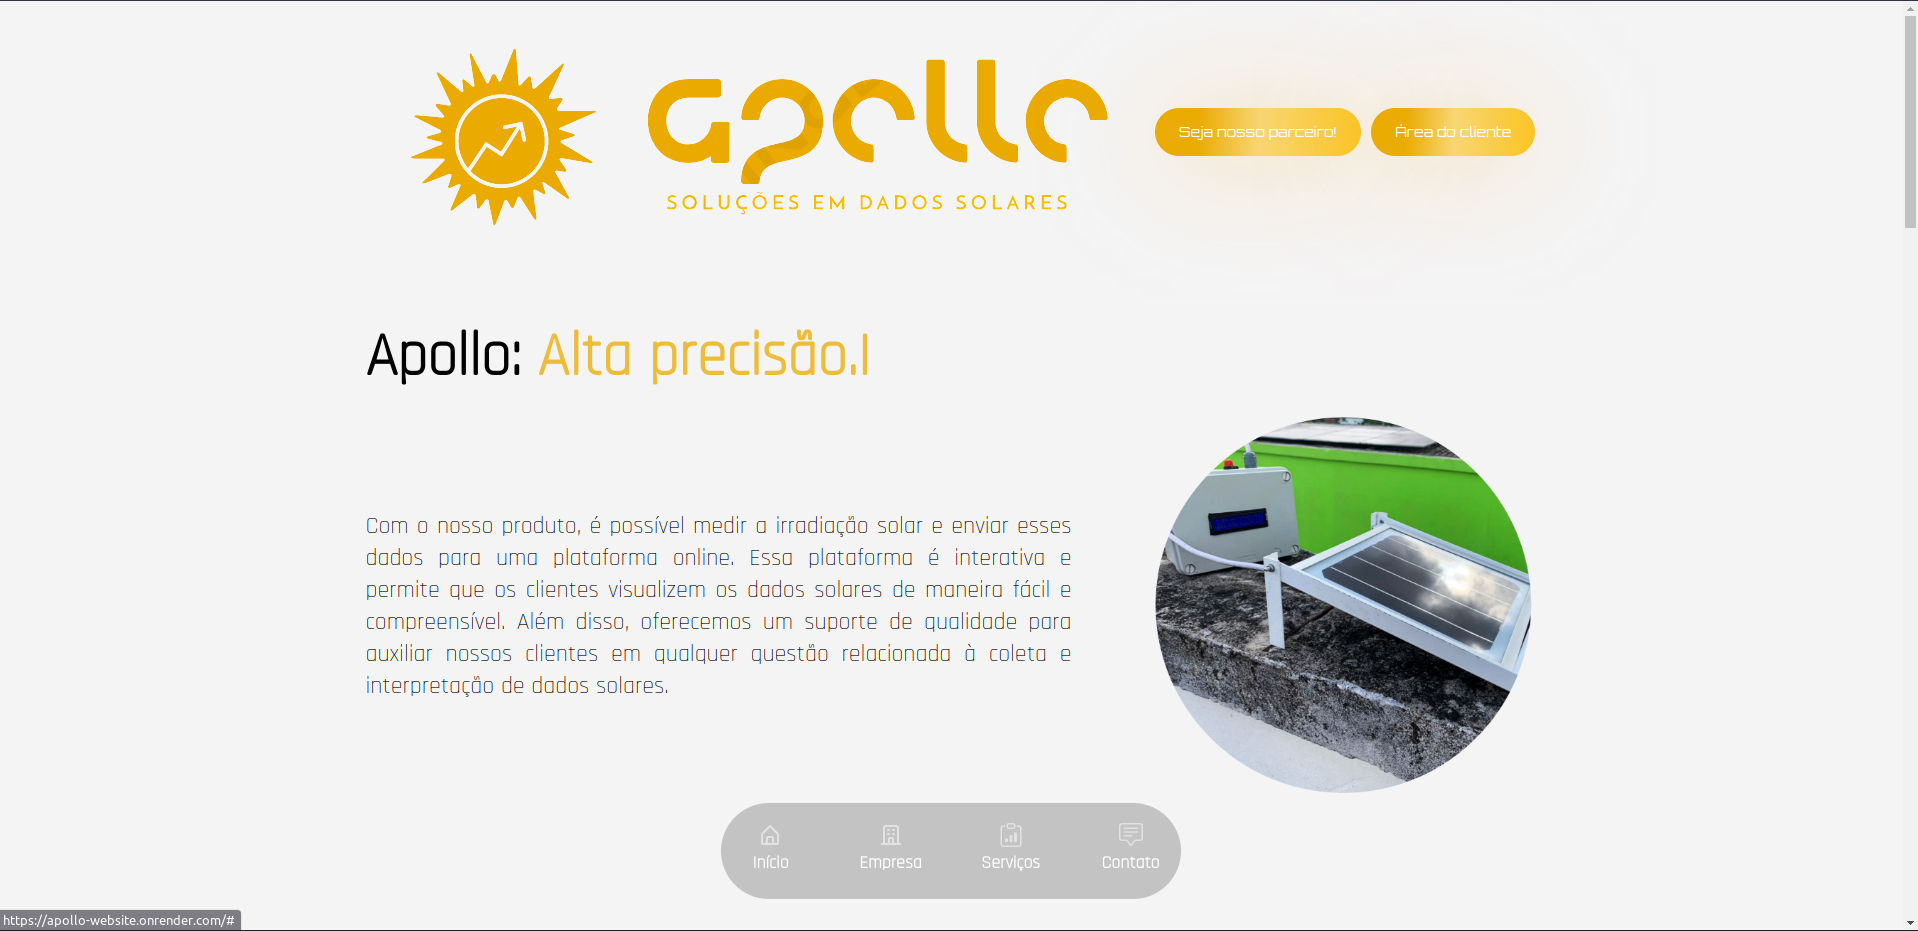 apollo
SOLUÇÕES EM DADOS SOLARES
Seja nosso parceiro!
Área do cliente
Apollo: Alta precisão.|
Com o nosso produto, é possível medir a irradiação solar e enviar esses
dados para uma plataforma online. Essa plataforma é interativa e
permite que os clientes visualizem os dados solares de maneira fácil e
compreensível. Além disso, oferecemos um suporte de qualidade para
auxiliar nossos clientes em qualquer questão relacionada à coleta e
interpretação de dados solares.
Início
Empresa
Serviços
Contato
https://apollo-website.onrender.com/#